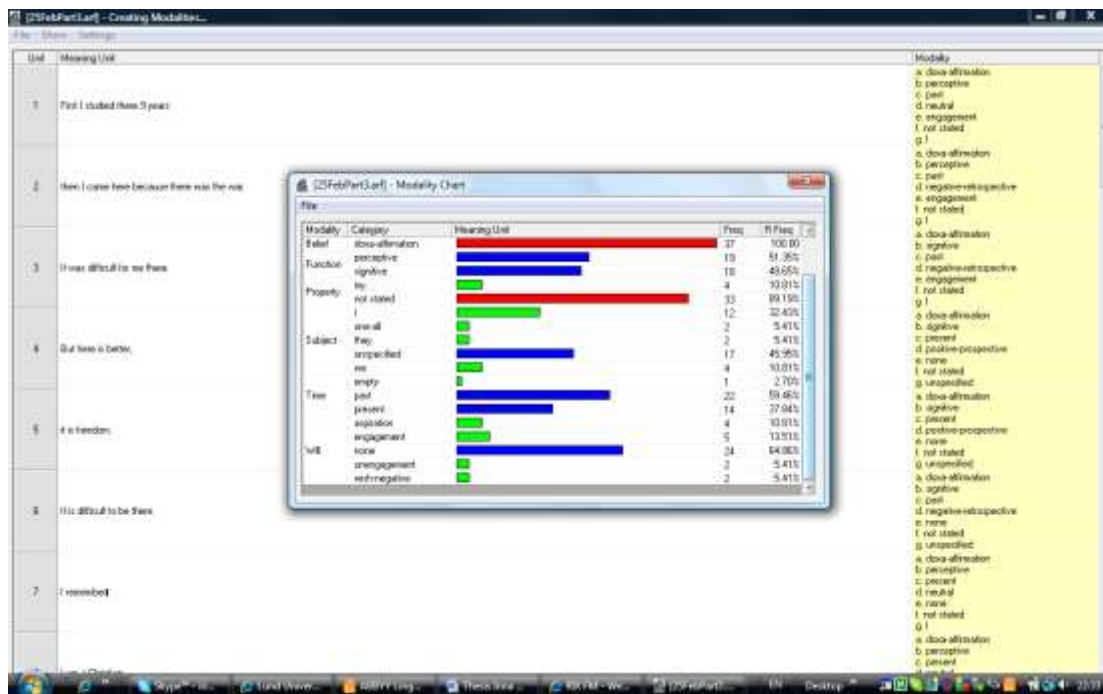 [25FebPart3.arf] - Creating Modalities...
File Show Settings
Unit Meaning Unit Modality
1 First I studied there 9 years
a. doxa-affirmation
b. perceptive
c. past
d. neutral
e. engagement
f. not stated
g. I
2 then I came here because there was the war.
a. doxa-affirmation
b. perceptive
c. past
d. negative-retrospective
e. engagement
f. not stated
g. I
3 It was difficult for me there.
a. doxa-affirmation
b. signitive
c. past
d. negative-retrospective
e. engagement
f. not stated
g. I
4 But here is better,
a. doxa-affirmation
b. signitive
c. present
d. positive-prospective
e. none
f. not stated
g. unspecified
5 it is freedom.
a. doxa-affirmation
b. signitive
c. present
d. positive-prospective
e. none
f. not stated
g. unspecified
6 It is difficult to be there.
a. doxa-affirmation
b. signitive
c. past
d. negative-retrospective
e. none
f. not stated
g. unspecified
7 I remember
a. doxa-affirmation
b. perceptive
c. present
d. neutral
e. none
f. not stated
g. I
I am a Christian
a. doxa-affirmation
b. perceptive
c. present
[25FebPart3.arf] - Modality Chart
File
Modality Category Meaning Unit Freq R.Freq
Belief doxa-affirmation 37 100.00
Function perceptive 19 51.35%
signitive 18 48.65%
Property 4 10.81%
not stated 33 89.19%
Subject I 12 32.43%
one-all 2 5.41%
they 2 5.41%
unspecified 17 45.95%
we 4 10.81%
Time empty 1 2.70%
past 22 59.46%
present 14 37.84%
Will aspiration 4 10.81%
engagement 5 13.51%
none 24 64.86%
unengagement 2 5.41%
wish-negative 2 5.41%
Skype
EN Desktop